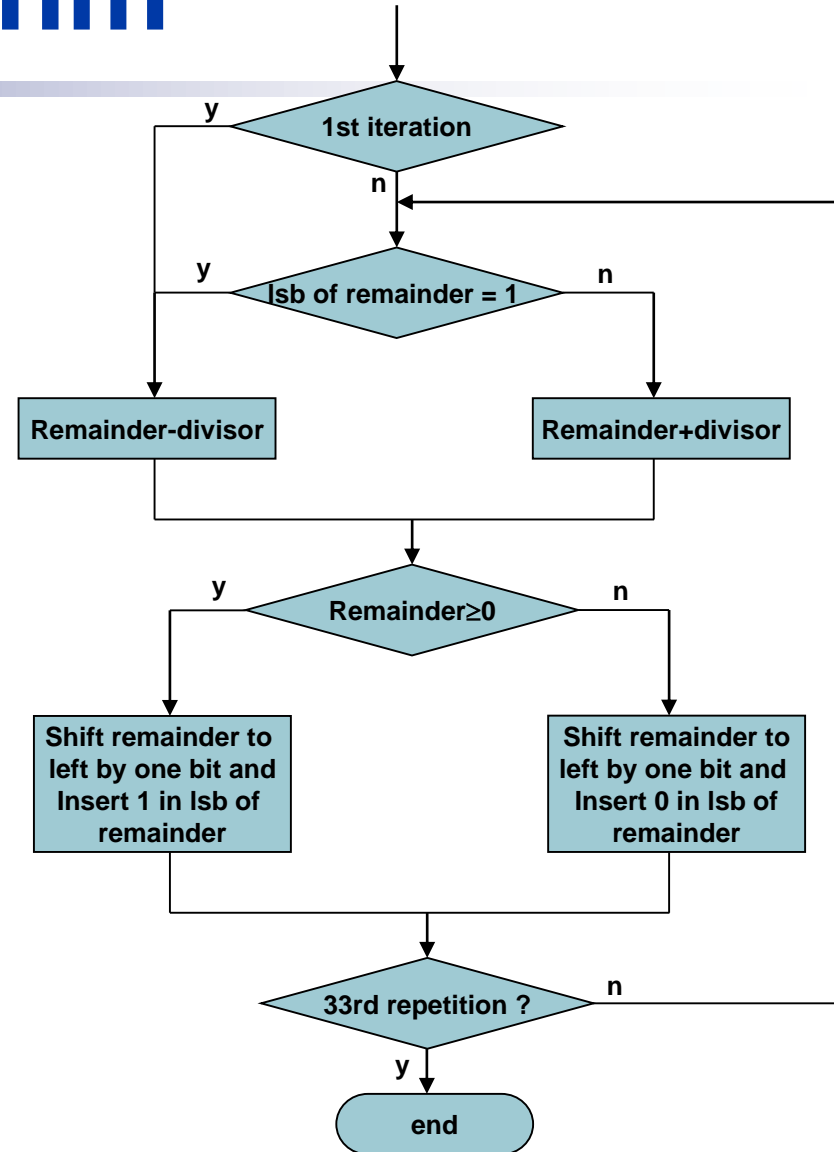 y
1st iteration
n
y
lsb of remainder = 1
n
Remainder-divisor
Remainder+divisor
y
Remainder≥0
n
Shift remainder to
left by one bit and
Insert 1 in lsb of
remainder
Shift remainder to
left by one bit and
Insert 0 in lsb of
remainder
33rd repetition ?
n
y
end